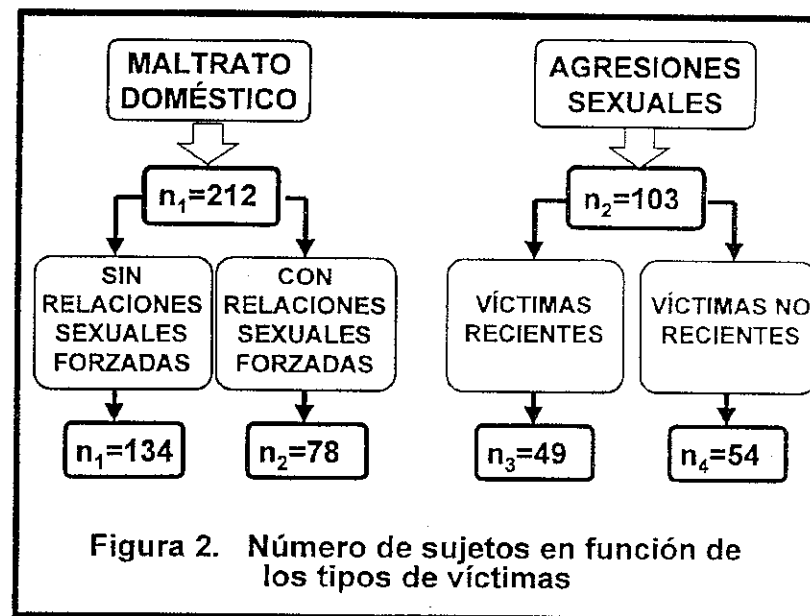 MALTRATO
DOMÉSTICO
n₁=212
SIN
RELACIONES
SEXUALES
FORZADAS
CON
RELACIONES
SEXUALES
FORZADAS
n₁=134
n₂=78
AGRESIONES
SEXUALES
n₂=103
VÍCTIMAS
RECIENTES
VÍCTIMAS NO
RECIENTES
n₃=49
n₄=54
Figura 2. Número de sujetos en función de
los tipos de víctimas